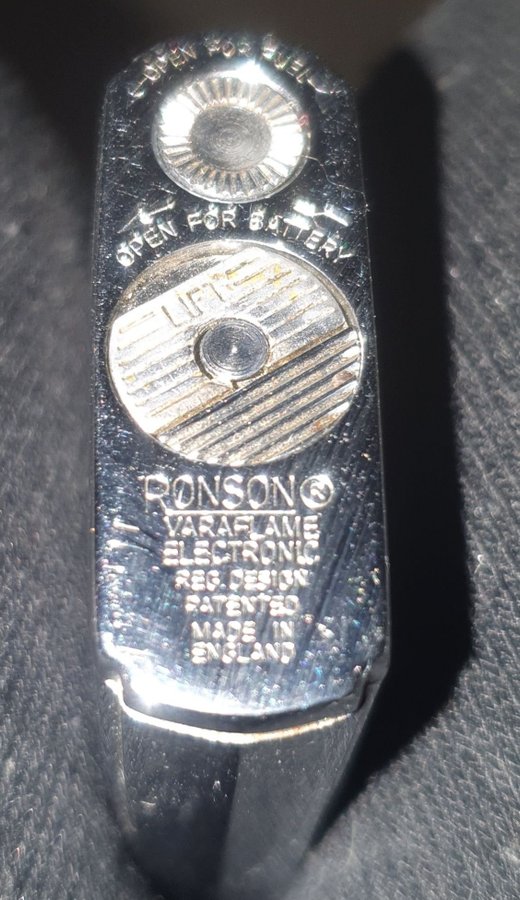 OPEN FOR FUEL
OPEN FOR BATTERY
LIFT
RONSON®
VARAFLAME
ELECTRONIC
REG. DESIGN
PATENTED
MADE IN
ENGLAND